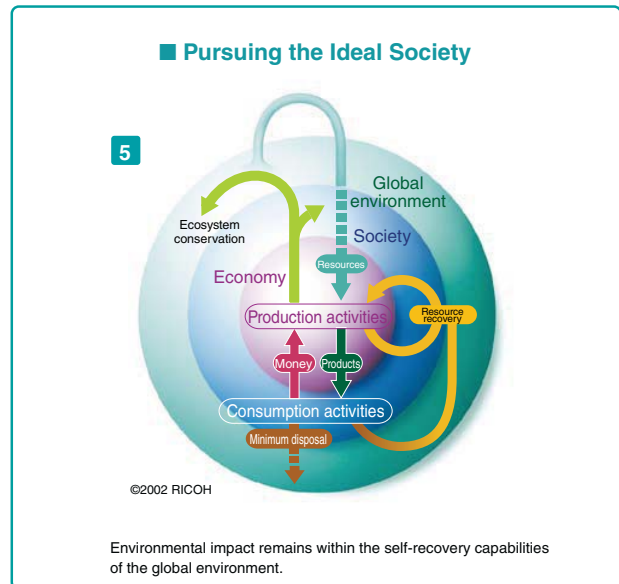 ■ Pursuing the Ideal Society
5
Global
environment
Ecosystem
conservation
Society
Resources
Economy
Production activities
Resource
recovery
Money
Products
Consumption activities
Minimum disposal
©2002 RICOH
Environmental impact remains within the self-recovery capabilities
of the global environment.